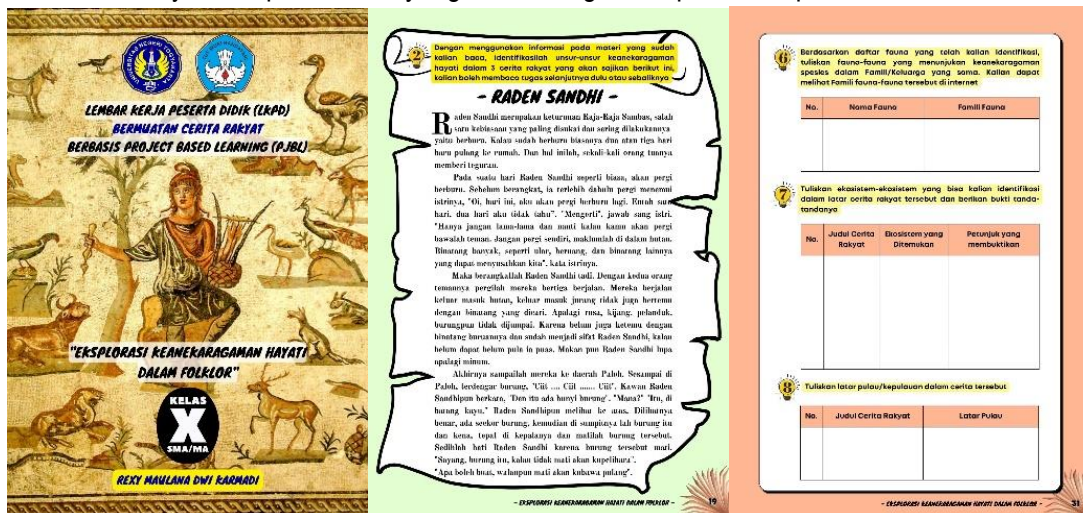 LEMBAR KERJA PESERTA DIDIK (LKPD)
BERMUATAN CERITA RAKYAT
BERBASIS PROJECT BASED LEARNING (PJBL)
"EKSPLORASI KEANEKARAGAMAN HAYATI
DALAM FOLKLOR"
KELAS
X
SMA/MA
REXY MAULANA DWI KARMADI
2
Dengan menggunakan informasi pada materi yang sudah
kalian baca, identifikasilah unsur-unsur keanekaragaman
hayati dalam 3 cerita rakyat yang akan sajikan berikut ini,
kalian boleh membaca tugas selanjutnya dulu atau sebaliknya
- RADEN SANDHI -
Raden Sandhi merupakan keturunan Raja-Raja Sambas, salah
satu kebiasaan yang paling disukai dan sering dilakukannya
yaitu berburu. Kalau sudah berburu biasanya dua atau tiga hari
baru pulang ke rumah. Dan hal inilah, sekali-kali orang tuanya
memberi teguran.
Pada suatu hari Raden Sandhi seperti biasa, akan pergi
berburu. Sebelum berangkat, ia terlebih dahulu pergi menemui
istrinya, "Oi, hari ini, aku akan pergi berburu lagi. Entah satu
hari, dua hari aku tidak tahu". "Mengerti", jawab sang istri.
"Hanya jangan lama-lama dan nanti kalau kamu akan pergi
bawalah teman. Jangan pergi sendiri, maklumlah di dalam hutan.
Binatang banyak, seperti ular, beruang, dan binatang lainnya
yang dapat menyusahkan kita", kata istrinya.
Maka berangkatlah Raden Sandhi tadi. Dengan kedua orang
temannya pergilah mereka bertiga berjalan. Mereka berjalan
keluar masuk hutan, keluar masuk jurang tidak juga bertemu
dengan binatang yang dicari. Apalagi rusa, kijang, pelanduk,
burungpun tidak dijumpai. Karena belum juga ketemu dengan
binatang buruannya dan sudah menjadi sifat Raden Sandhi, kalau
belum dapat belum pula ia puas. Makan pun Raden Sandhi lupa
apalagi minum.
Akhirnya sampailah mereka ke daerah Paloh. Sesampai di
Paloh, terdengar burung, "Ciit .... Ciit ...... Ciit". Kawan Raden
Sandhipun berkata, "Den itu ada bunyi burung". "Mana?" "Itu, di
batang kayu." Raden Sandhipun melihat ke atas. Dilihatnya
benar, ada seekor burung, kemudian di sumpitnya lah burung itu
dan kena, tepat di kepalanya dan matilah burung tersebut.
Sedihlah hati Raden Sandhi karena burung tersebut mati.
"Sayang, burung itu, kalau tidak mati akan kupelihara".
"Apa boleh buat, walaupun mati akan kubawa pulang".
- EKSPLORASI KEANEKARAGAMAN HAYATI DALAM FOLKLOR -
19
6
Berdasarkan daftar fauna yang telah kalian identifikasi,
tuliskan fauna-fauna yang menunjukan keanekaragaman
spesies dalam Famili/Keluarga yang sama. Kalian dapat
melihat Famili fauna-fauna tersebut di internet
No. Nama Fauna Famili Fauna
7
Tuliskan ekosistem-ekosistem yang bisa kalian identifikasi
dalam latar cerita rakyat tersebut dan berikan bukti tanda-
tandanya
No. Judul Cerita Rakyat Ekosistem yang Ditemukan Petunjuk yang membuktikan
8
Tuliskan latar pulau/kepulauan dalam cerita tersebut
No. Judul Cerita Rakyat Latar Pulau
- EKSPLORASI KEANEKARAGAMAN HAYATI DALAM FOLKLOR -
31